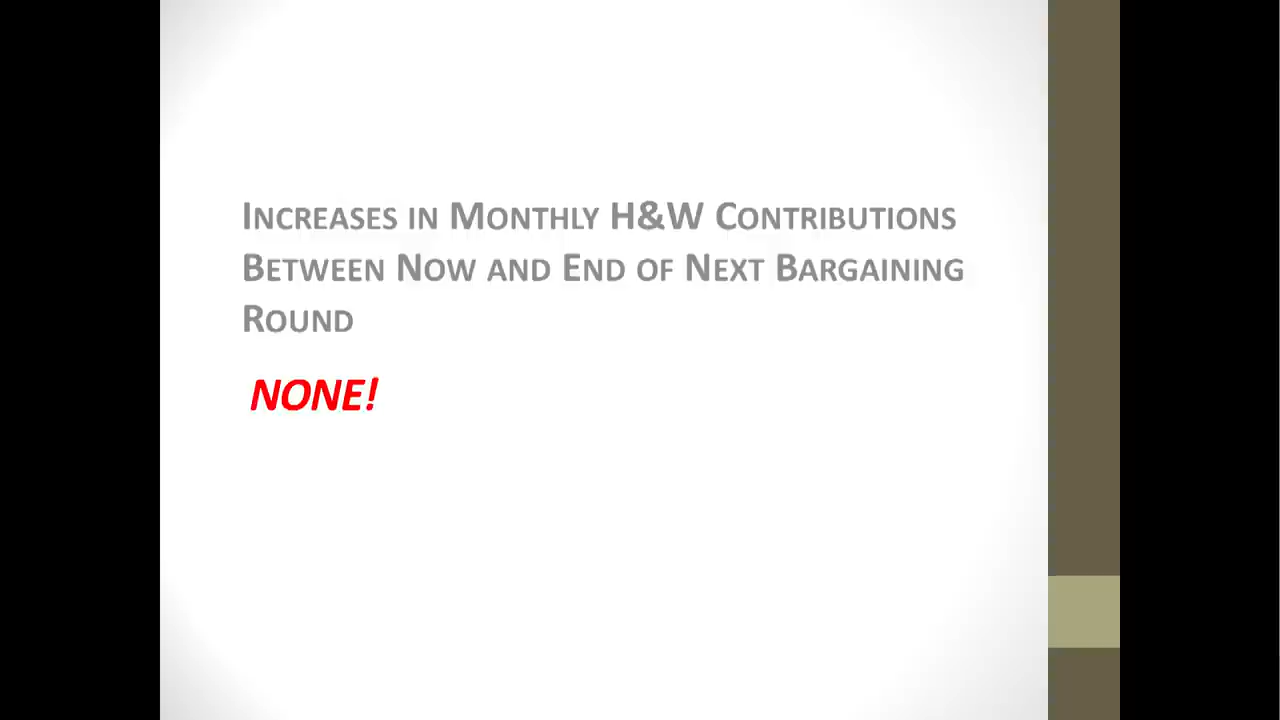 Increases in Monthly H&W Contributions
Between Now and End of Next Bargaining
Round
NONE!